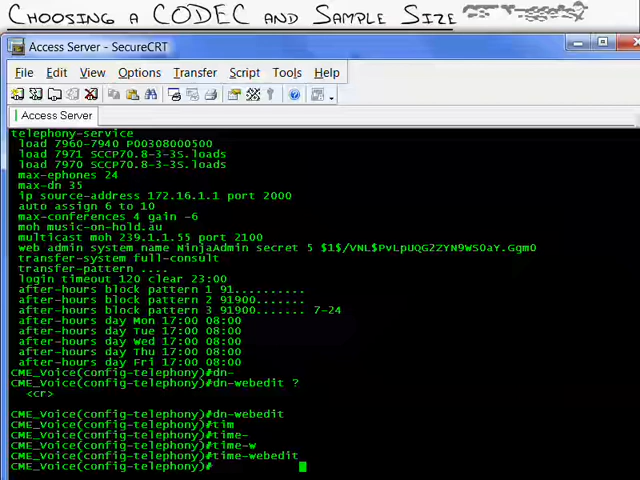 CHOOSING A CODEC AND SAMPLE SIZE
Access Server - SecureCRT
File Edit View Options Transfer Script Tools Help
Access Server
telephony-service
load 7960-7940 P00308000500
load 7971 SCCP70.8-3-3S.loads
load 7970 SCCP70.8-3-3S.loads
max-ephones 24
max-dn 35
ip source-address 172.16.1.1 port 2000
auto assign 6 to 10
max-conferences 4 gain -6
moh music-on-hold.au
multicast moh 239.1.1.55 port 2100
web admin system name NinjaAdmin secret 5 $1$/VNL$PvLpUQG2ZYN9WSOaY.Ggm0
transfer-system full-consult
transfer-pattern ....
login timeout 120 clear 23:00
after-hours block pattern 1 91..........
after-hours block pattern 2 91900.......
after-hours block pattern 3 91900....... 7-24
after-hours day Mon 17:00 08:00
after-hours day Tue 17:00 08:00
after-hours day Wed 17:00 08:00
after-hours day Thu 17:00 08:00
after-hours day Fri 17:00 08:00
CME_Voice(config-telephony)#dn-
CME_Voice(config-telephony)#dn-webedit ?
<cr>
CME_Voice(config-telephony)#dn-webedit
CME_Voice(config-telephony)#tim
CME_Voice(config-telephony)#time-
CME_Voice(config-telephony)#time-w
CME_Voice(config-telephony)#time-webedit
CME_Voice(config-telephony)#